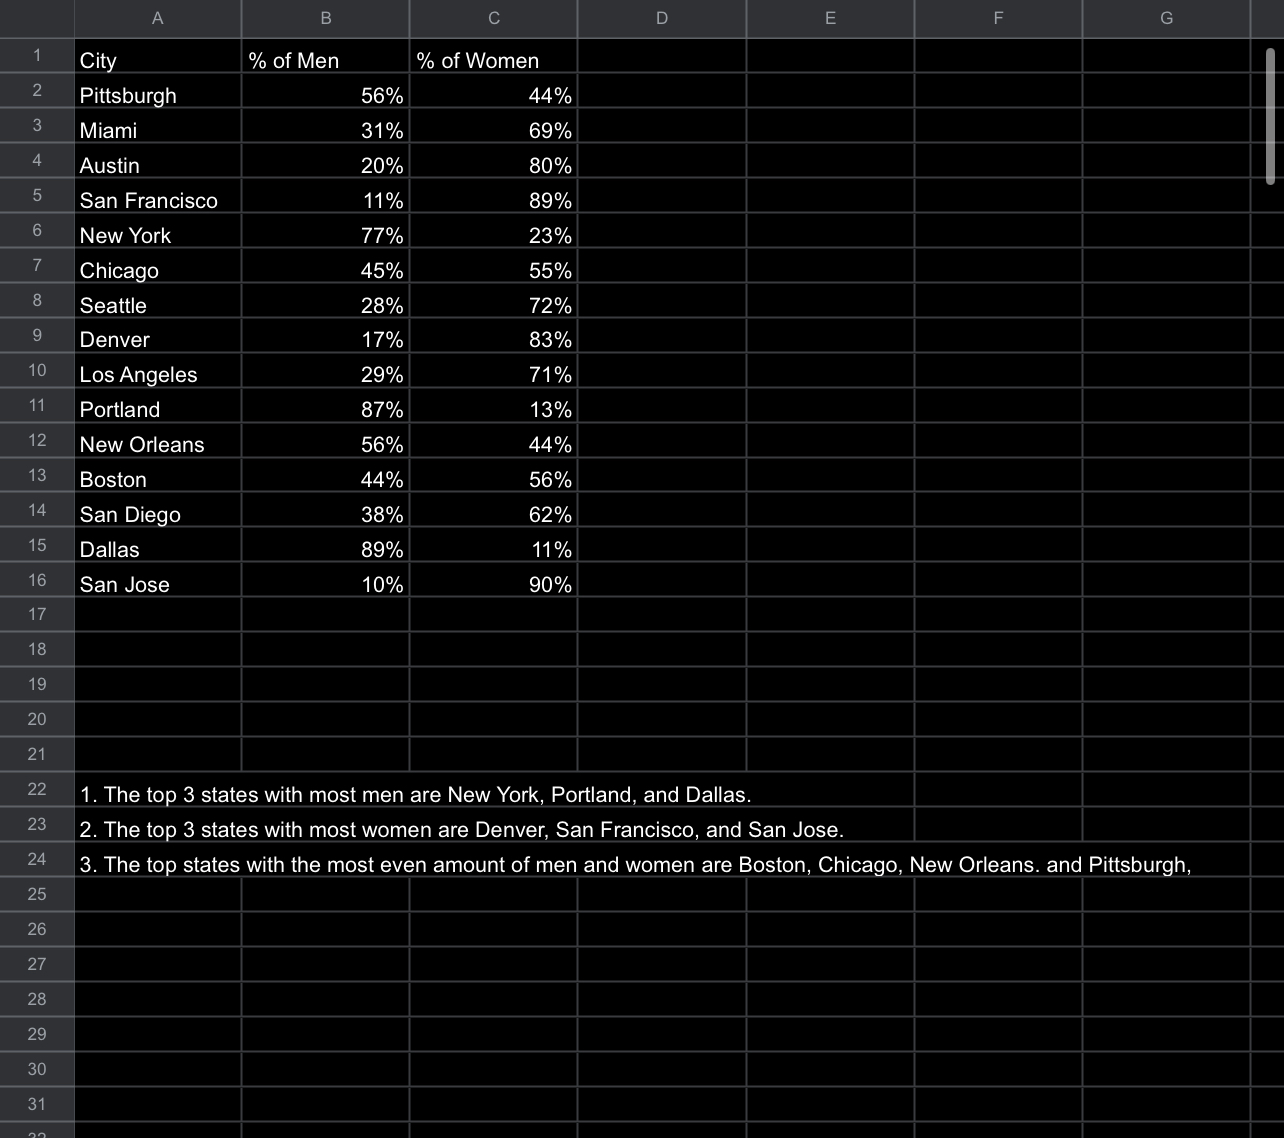 A B C D E F G
1 City % of Men % of Women
2 Pittsburgh 56% 44%
3 Miami 31% 69%
4 Austin 20% 80%
5 San Francisco 11% 89%
6 New York 77% 23%
7 Chicago 45% 55%
8 Seattle 28% 72%
9 Denver 17% 83%
10 Los Angeles 29% 71%
11 Portland 87% 13%
12 New Orleans 56% 44%
13 Boston 44% 56%
14 San Diego 38% 62%
15 Dallas 89% 11%
16 San Jose 10% 90%
17
18
19
20
21
22 1. The top 3 states with most men are New York, Portland, and Dallas.
23 2. The top 3 states with most women are Denver, San Francisco, and San Jose.
24 3. The top states with the most even amount of men and women are Boston, Chicago, New Orleans. and Pittsburgh,
25
26
27
28
29
30
31
32